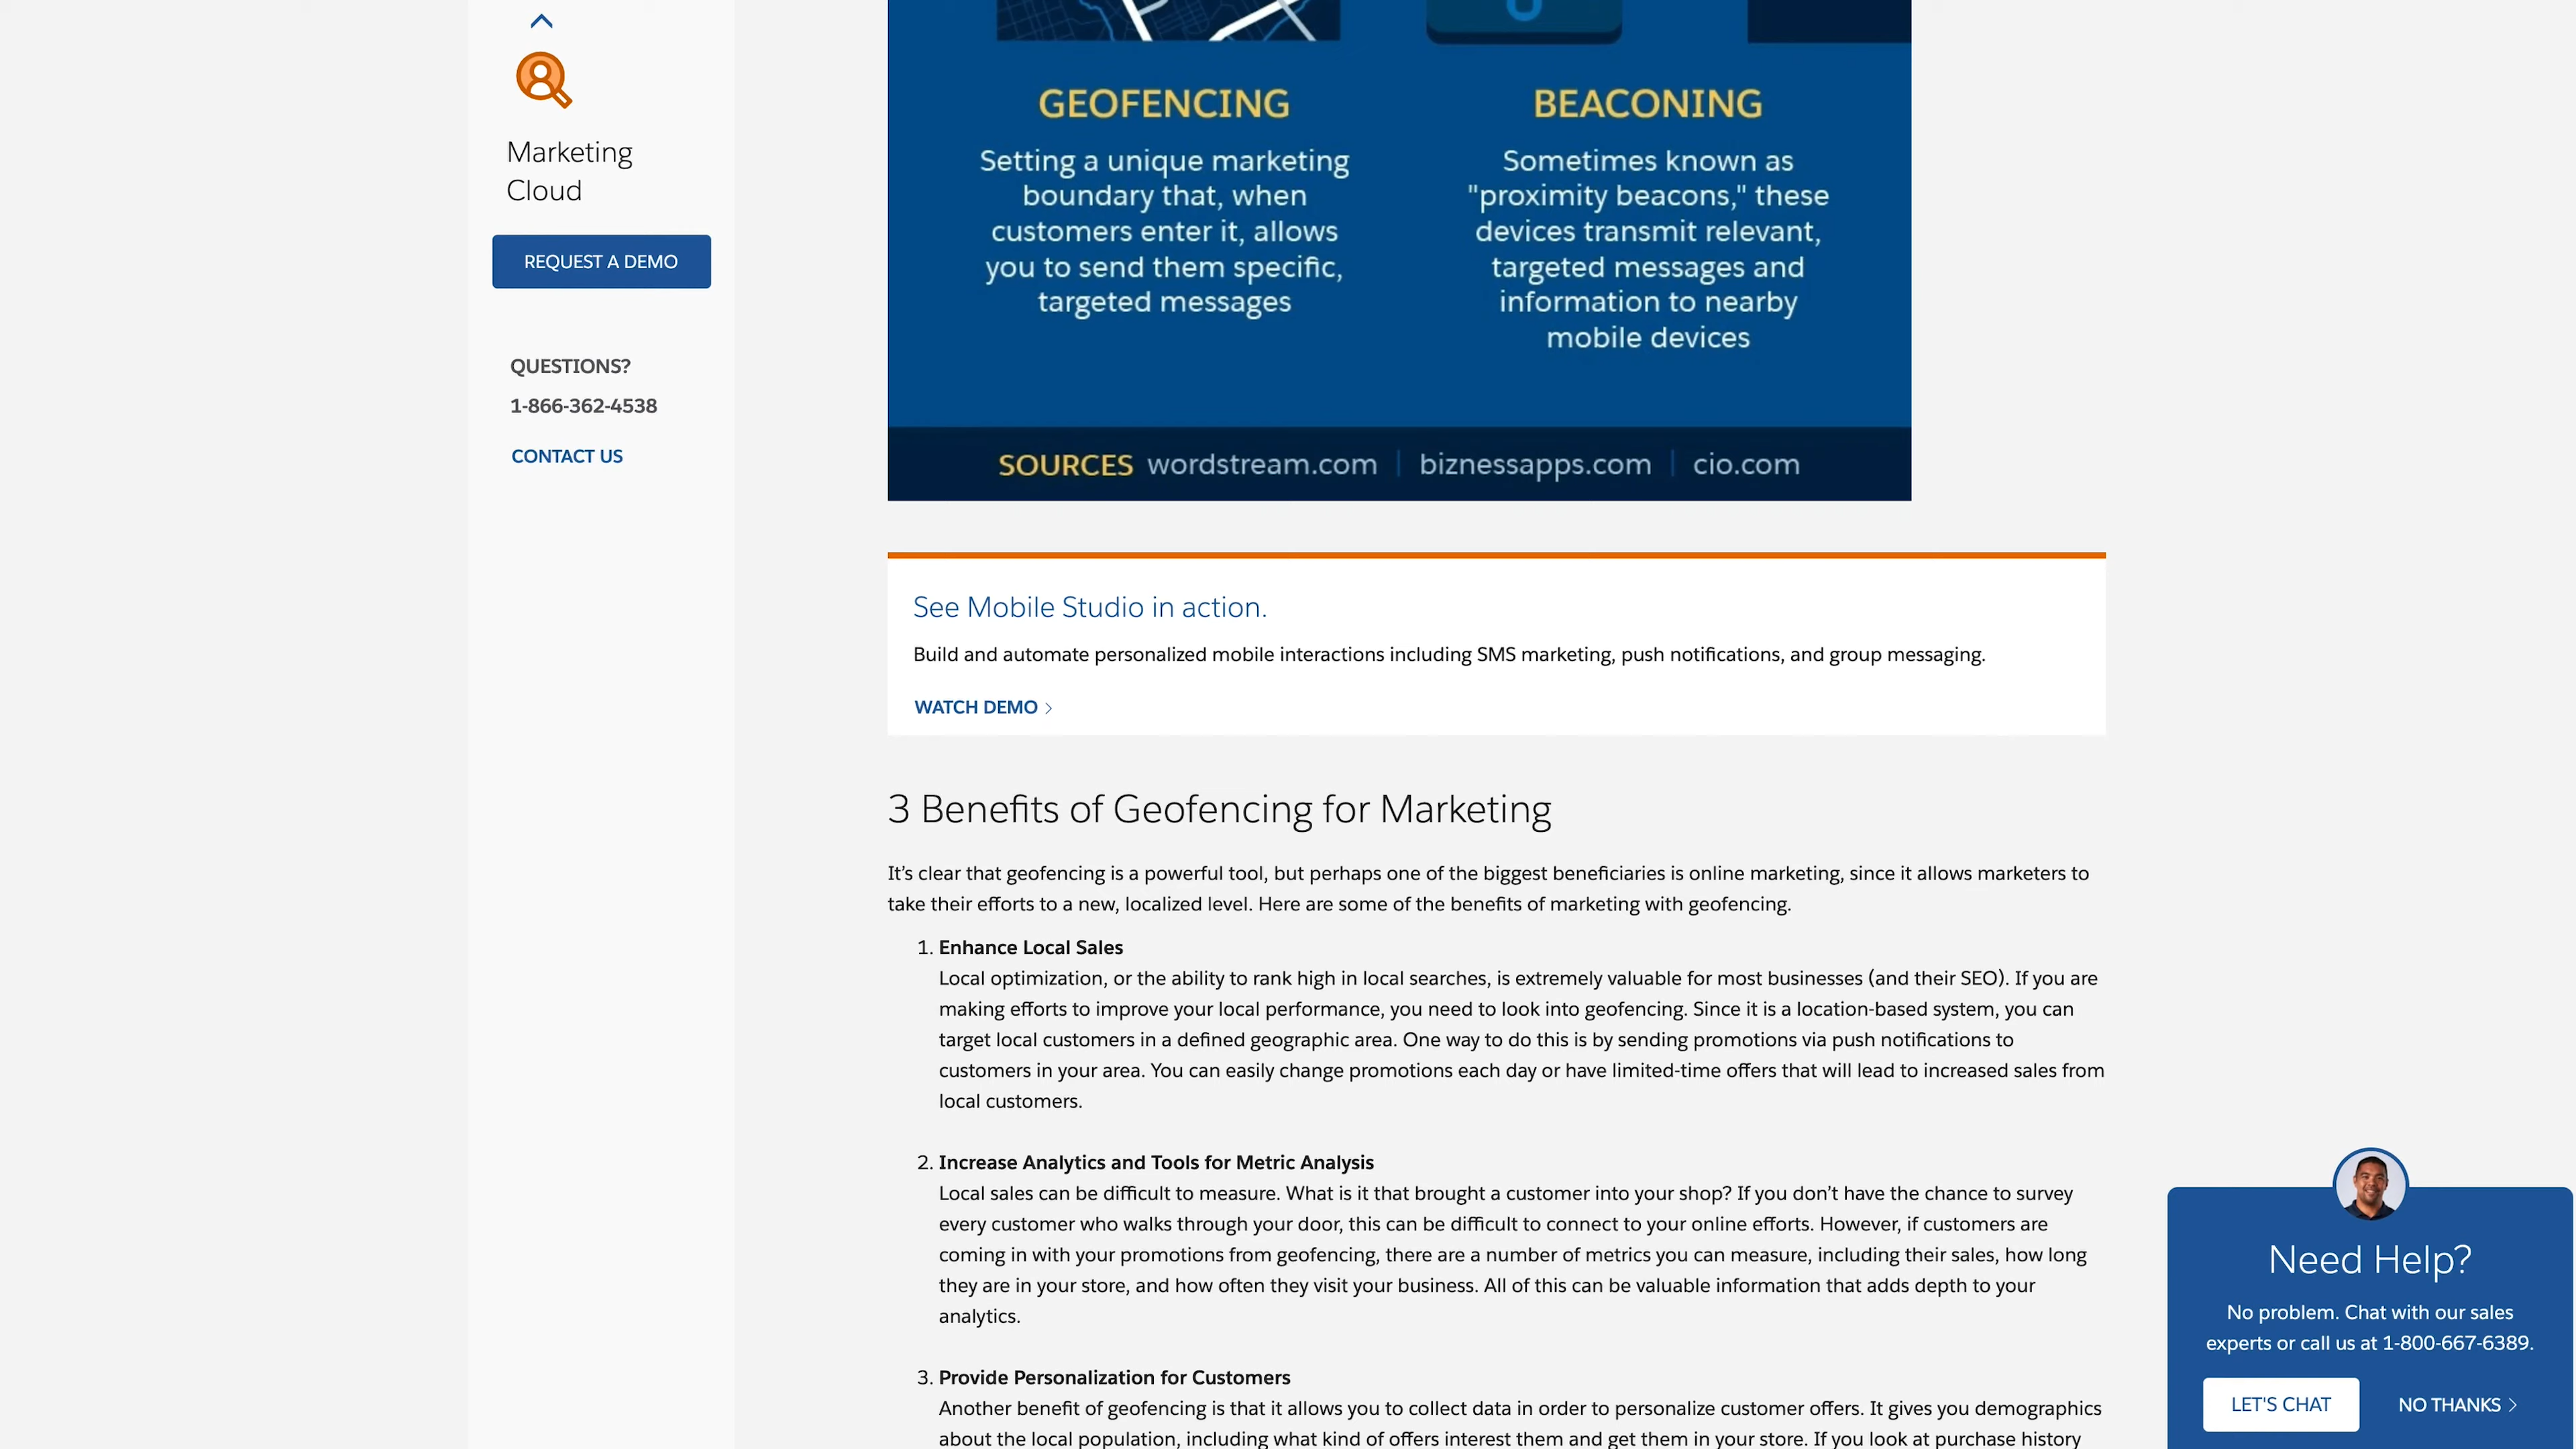 Marketing
Cloud
REQUEST A DEMO
QUESTIONS?
1-866-362-4538
CONTACT US
GEOFENCING
Setting a unique marketing
boundary that, when
customers enter it, allows
you to send them specific,
targeted messages
BEACONING
Sometimes known as
"proximity beacons," these
devices transmit relevant,
targeted messages and
information to nearby
mobile devices
SOURCES wordstream.com | biznessapps.com | cio.com
See Mobile Studio in action.
Build and automate personalized mobile interactions including SMS marketing, push notifications, and group messaging.
WATCH DEMO >
3 Benefits of Geofencing for Marketing
It’s clear that geofencing is a powerful tool, but perhaps one of the biggest beneficiaries is online marketing, since it allows marketers to
take their efforts to a new, localized level. Here are some of the benefits of marketing with geofencing.
1. Enhance Local Sales
Local optimization, or the ability to rank high in local searches, is extremely valuable for most businesses (and their SEO). If you are
making efforts to improve your local performance, you need to look into geofencing. Since it is a location-based system, you can
target local customers in a defined geographic area. One way to do this is by sending promotions via push notifications to
customers in your area. You can easily change promotions each day or have limited-time offers that will lead to increased sales from
local customers.
2. Increase Analytics and Tools for Metric Analysis
Local sales can be difficult to measure. What is it that brought a customer into your shop? If you don’t have the chance to survey
every customer who walks through your door, this can be difficult to connect to your online efforts. However, if customers are
coming in with your promotions from geofencing, there are a number of metrics you can measure, including their sales, how long
they are in your store, and how often they visit your business. All of this can be valuable information that adds depth to your
analytics.
3. Provide Personalization for Customers
Another benefit of geofencing is that it allows you to collect data in order to personalize customer offers. It gives you demographics
about the local population, including what kind of offers interest them and get them in your store. If you look at purchase history
Need Help?
No problem. Chat with our sales
experts or call us at 1-800-667-6389.
LET'S CHAT
NO THANKS >